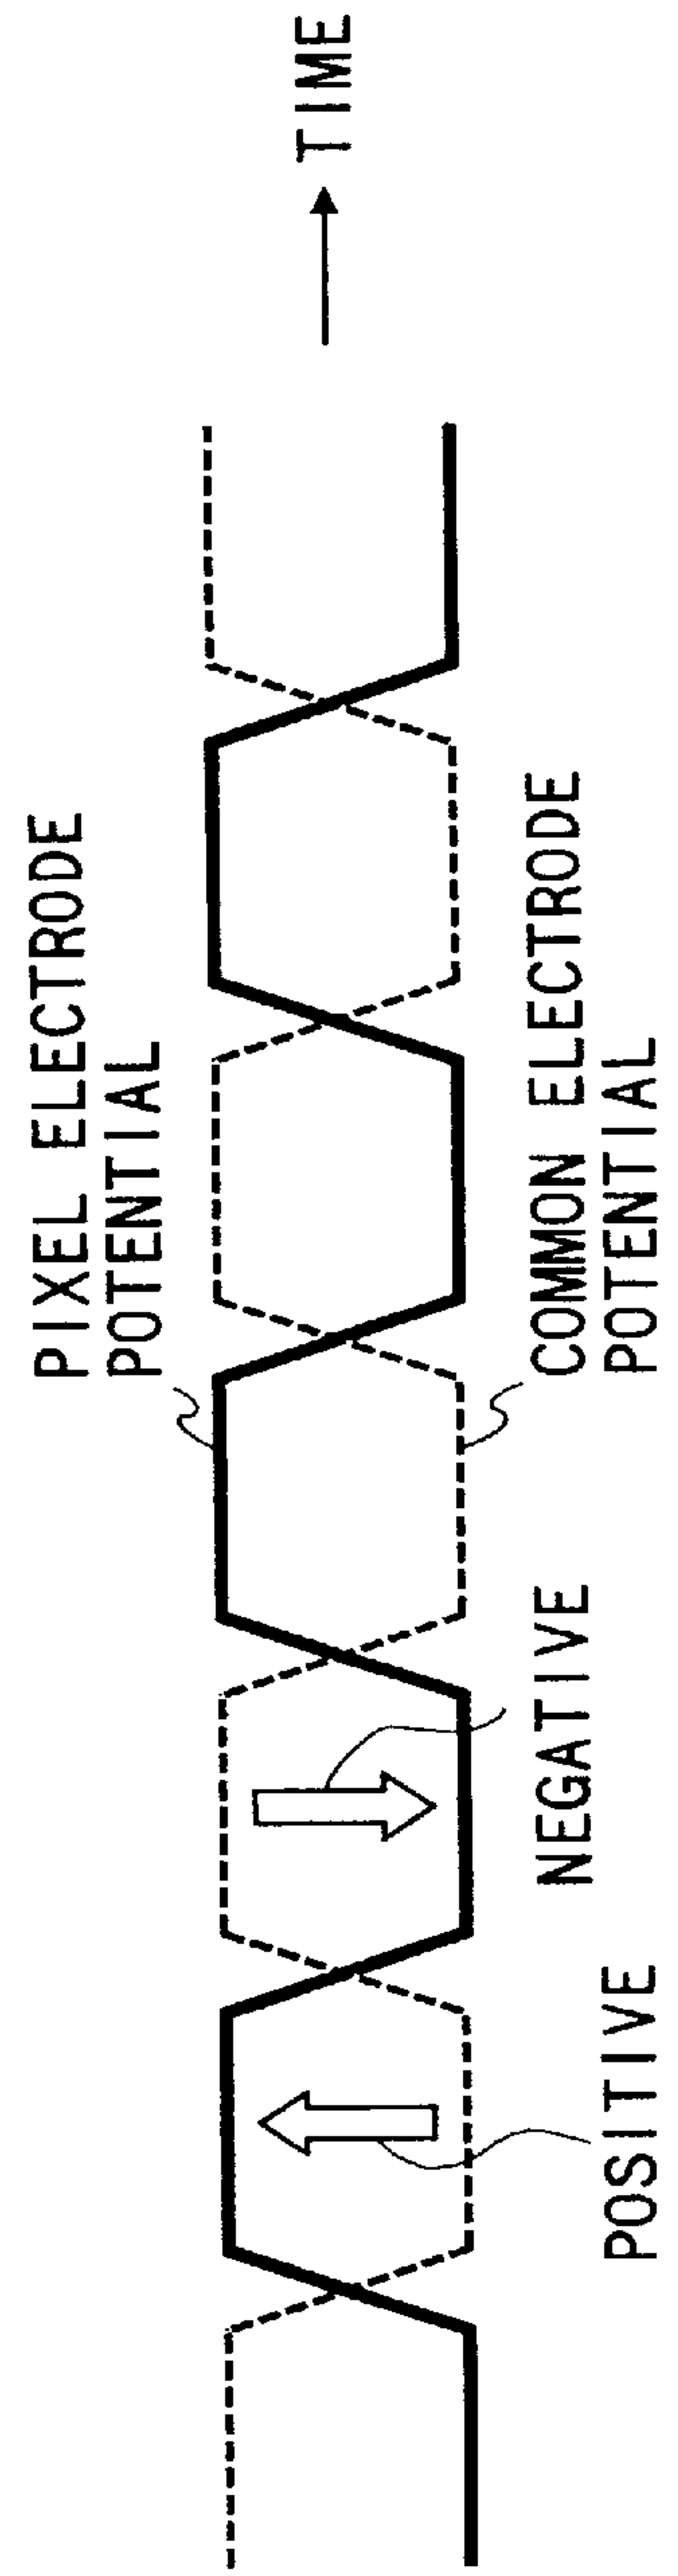 PIXEL ELECTRODE
POTENTIAL
TIME
POSITIVE
NEGATIVE
COMMON ELECTRODE
POTENTIAL